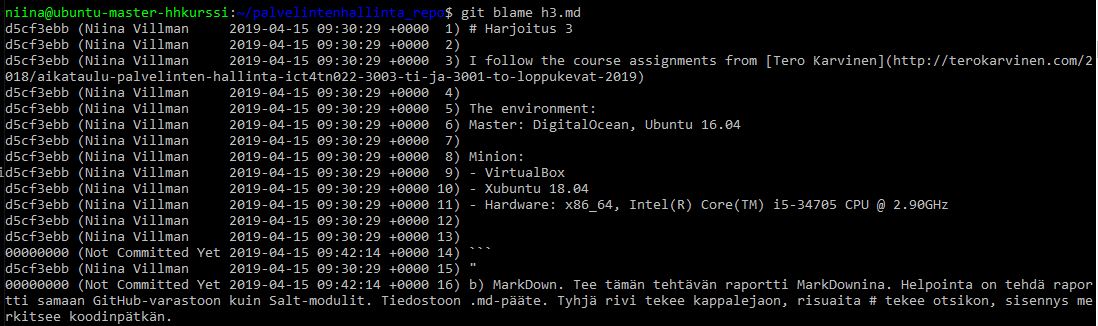 niina@ubuntu-master-hhkurssi:~/palvelintenhallinta_repo$ git blame h3.md
d5cf3ebb (Niina Villman     2019-04-15 09:30:29 +0000  1) # Harjoitus 3
d5cf3ebb (Niina Villman     2019-04-15 09:30:29 +0000  2)
d5cf3ebb (Niina Villman     2019-04-15 09:30:29 +0000  3) I follow the course assignments from [Tero Karvinen](http://terokarvinen.com/2
018/aikataulu-palvelinten-hallinta-ict4tn022-3003-ti-ja-3001-to-loppukevat-2019)
d5cf3ebb (Niina Villman     2019-04-15 09:30:29 +0000  4)
d5cf3ebb (Niina Villman     2019-04-15 09:30:29 +0000  5) The environment:
d5cf3ebb (Niina Villman     2019-04-15 09:30:29 +0000  6) Master: DigitalOcean, Ubuntu 16.04
d5cf3ebb (Niina Villman     2019-04-15 09:30:29 +0000  7)
d5cf3ebb (Niina Villman     2019-04-15 09:30:29 +0000  8) Minion:
d5cf3ebb (Niina Villman     2019-04-15 09:30:29 +0000  9) - VirtualBox
d5cf3ebb (Niina Villman     2019-04-15 09:30:29 +0000 10) - Xubuntu 18.04
d5cf3ebb (Niina Villman     2019-04-15 09:30:29 +0000 11) - Hardware: x86_64, Intel(R) Core(TM) i5-34705 CPU @ 2.90GHz
d5cf3ebb (Niina Villman     2019-04-15 09:30:29 +0000 12)
d5cf3ebb (Niina Villman     2019-04-15 09:30:29 +0000 13)
00000000 (Not Committed Yet 2019-04-15 09:42:14 +0000 14) ```
d5cf3ebb (Niina Villman     2019-04-15 09:30:29 +0000 15) "
00000000 (Not Committed Yet 2019-04-15 09:42:14 +0000 16) b) MarkDown. Tee tämän tehtävän raportti MarkDownina. Helpointa on tehdä rapor
tti samaan GitHub-varastoon kuin Salt-modulit. Tiedostoon .md-pääte. Tyhjä rivi tekee kappalejaon, risuaita # tekee otsikon, sisennys me
rkitsee koodinpätkän.